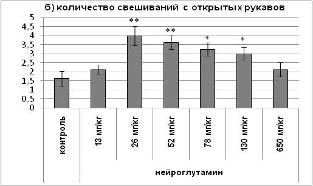 б) количество свешиваний с открытых рукавов
5
4,5
4
3,5
3
2,5
2
1,5
1
0,5
0
**
**
*
*
контроль
13 мг/кг
26 мг/кг
52 мг/кг
78 мг/кг
130 мг/кг
650 мг/кг
нейроглутамин